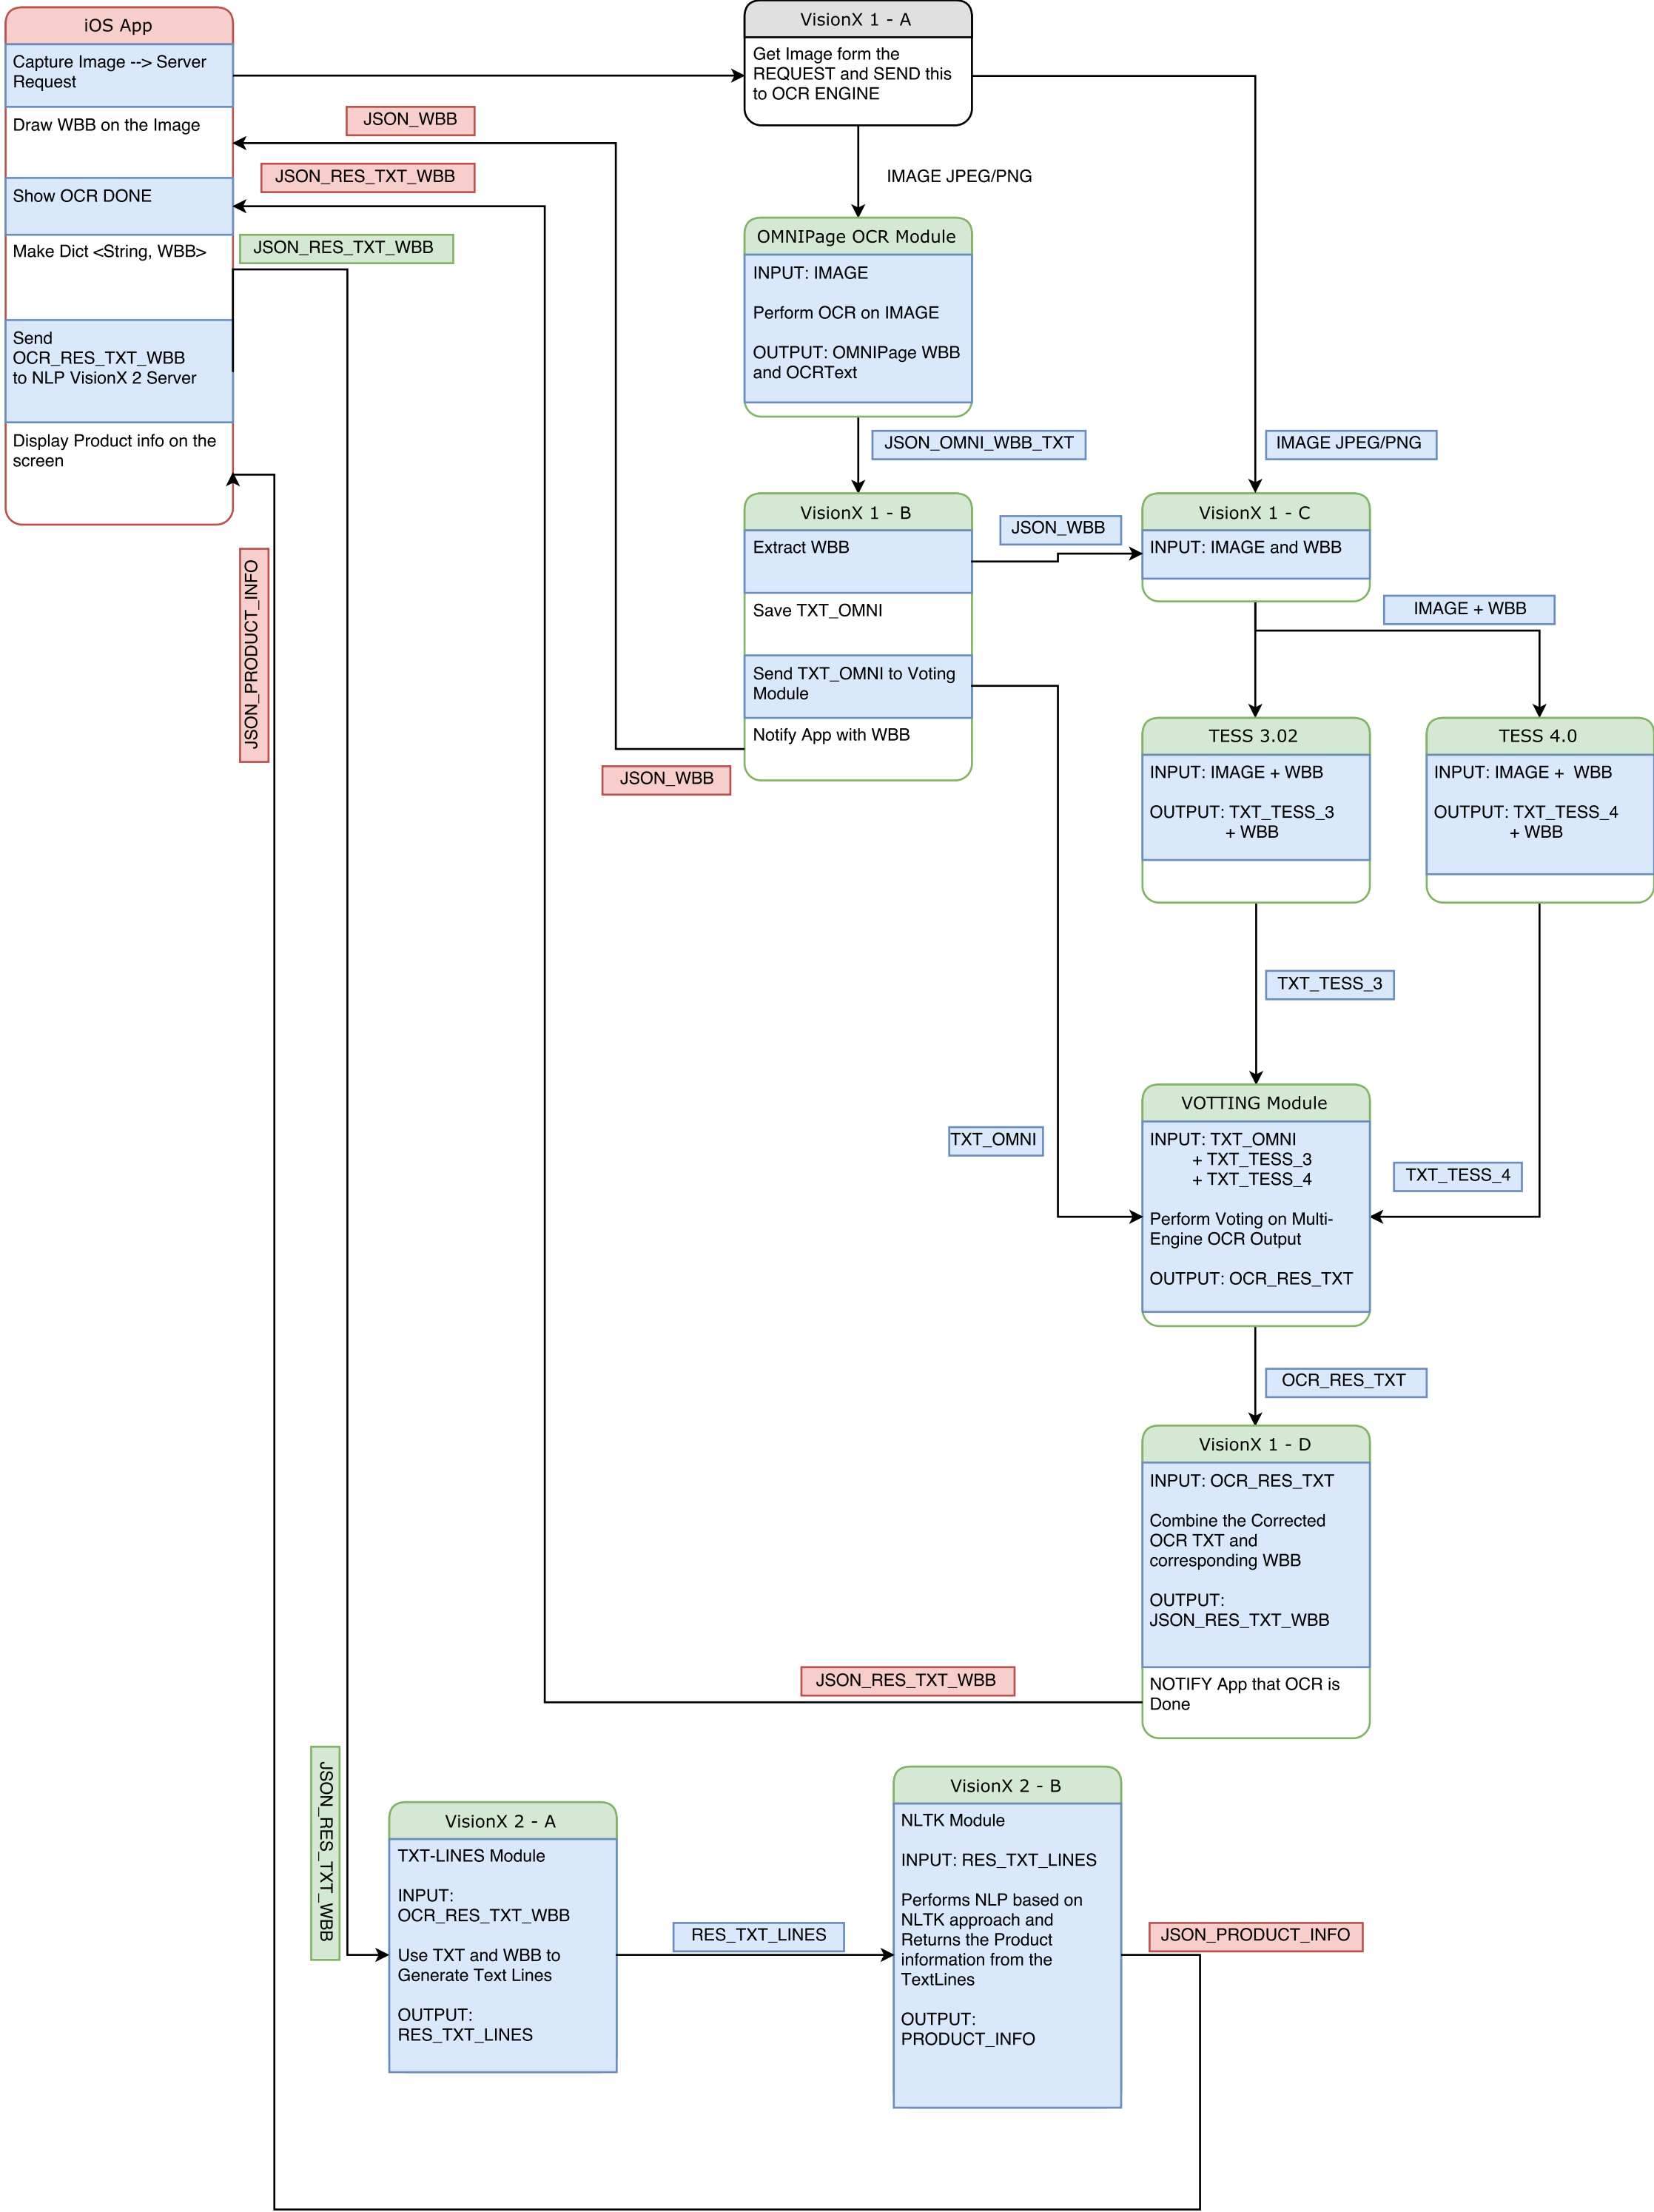 iOS App
Capture Image --> Server
Request
Draw WBB on the Image
Show OCR DONE
Make Dict <String, WBB>
Send
OCR_RES_TXT_WBB
to NLP VisionX 2 Server
Display Product info on the
screen
JSON_WBB
JSON_RES_TXT_WBB
JSON_RES_TXT_WBB
JSON_PRODUCT_INFO
VisionX 1 - A
Get Image form the
REQUEST and SEND this
to OCR ENGINE
IMAGE JPEG/PNG
OMNIPage OCR Module
INPUT: IMAGE
Perform OCR on IMAGE
OUTPUT: OMNIPage WBB
and OCRText
JSON_OMNI_WBB_TXT
IMAGE JPEG/PNG
VisionX 1 - B
Extract WBB
Save TXT_OMNI
Send TXT_OMNI to Voting
Module
Notify App with WBB
JSON_WBB
JSON_WBB
VisionX 1 - C
INPUT: IMAGE and WBB
IMAGE + WBB
TESS 3.02
INPUT: IMAGE + WBB
OUTPUT: TXT_TESS_3
+ WBB
TESS 4.0
INPUT: IMAGE + WBB
OUTPUT: TXT_TESS_4
+ WBB
TXT_TESS_3
TXT_OMNI
TXT_TESS_4
VOTTING Module
INPUT: TXT_OMNI
+ TXT_TESS_3
+ TXT_TESS_4
Perform Voting on Multi-
Engine OCR Output
OUTPUT: OCR_RES_TXT
OCR_RES_TXT
VisionX 1 - D
INPUT: OCR_RES_TXT
Combine the Corrected
OCR TXT and
corresponding WBB
OUTPUT:
JSON_RES_TXT_WBB
NOTIFY App that OCR is
Done
JSON_RES_TXT_WBB
JSON_RES_TXT_WBB
VisionX 2 - A
TXT-LINES Module
INPUT:
OCR_RES_TXT_WBB
Use TXT and WBB to
Generate Text Lines
OUTPUT:
RES_TXT_LINES
RES_TXT_LINES
VisionX 2 - B
NLTK Module
INPUT: RES_TXT_LINES
Performs NLP based on
NLTK approach and
Returns the Product
information from the
TextLines
OUTPUT:
PRODUCT_INFO
JSON_PRODUCT_INFO